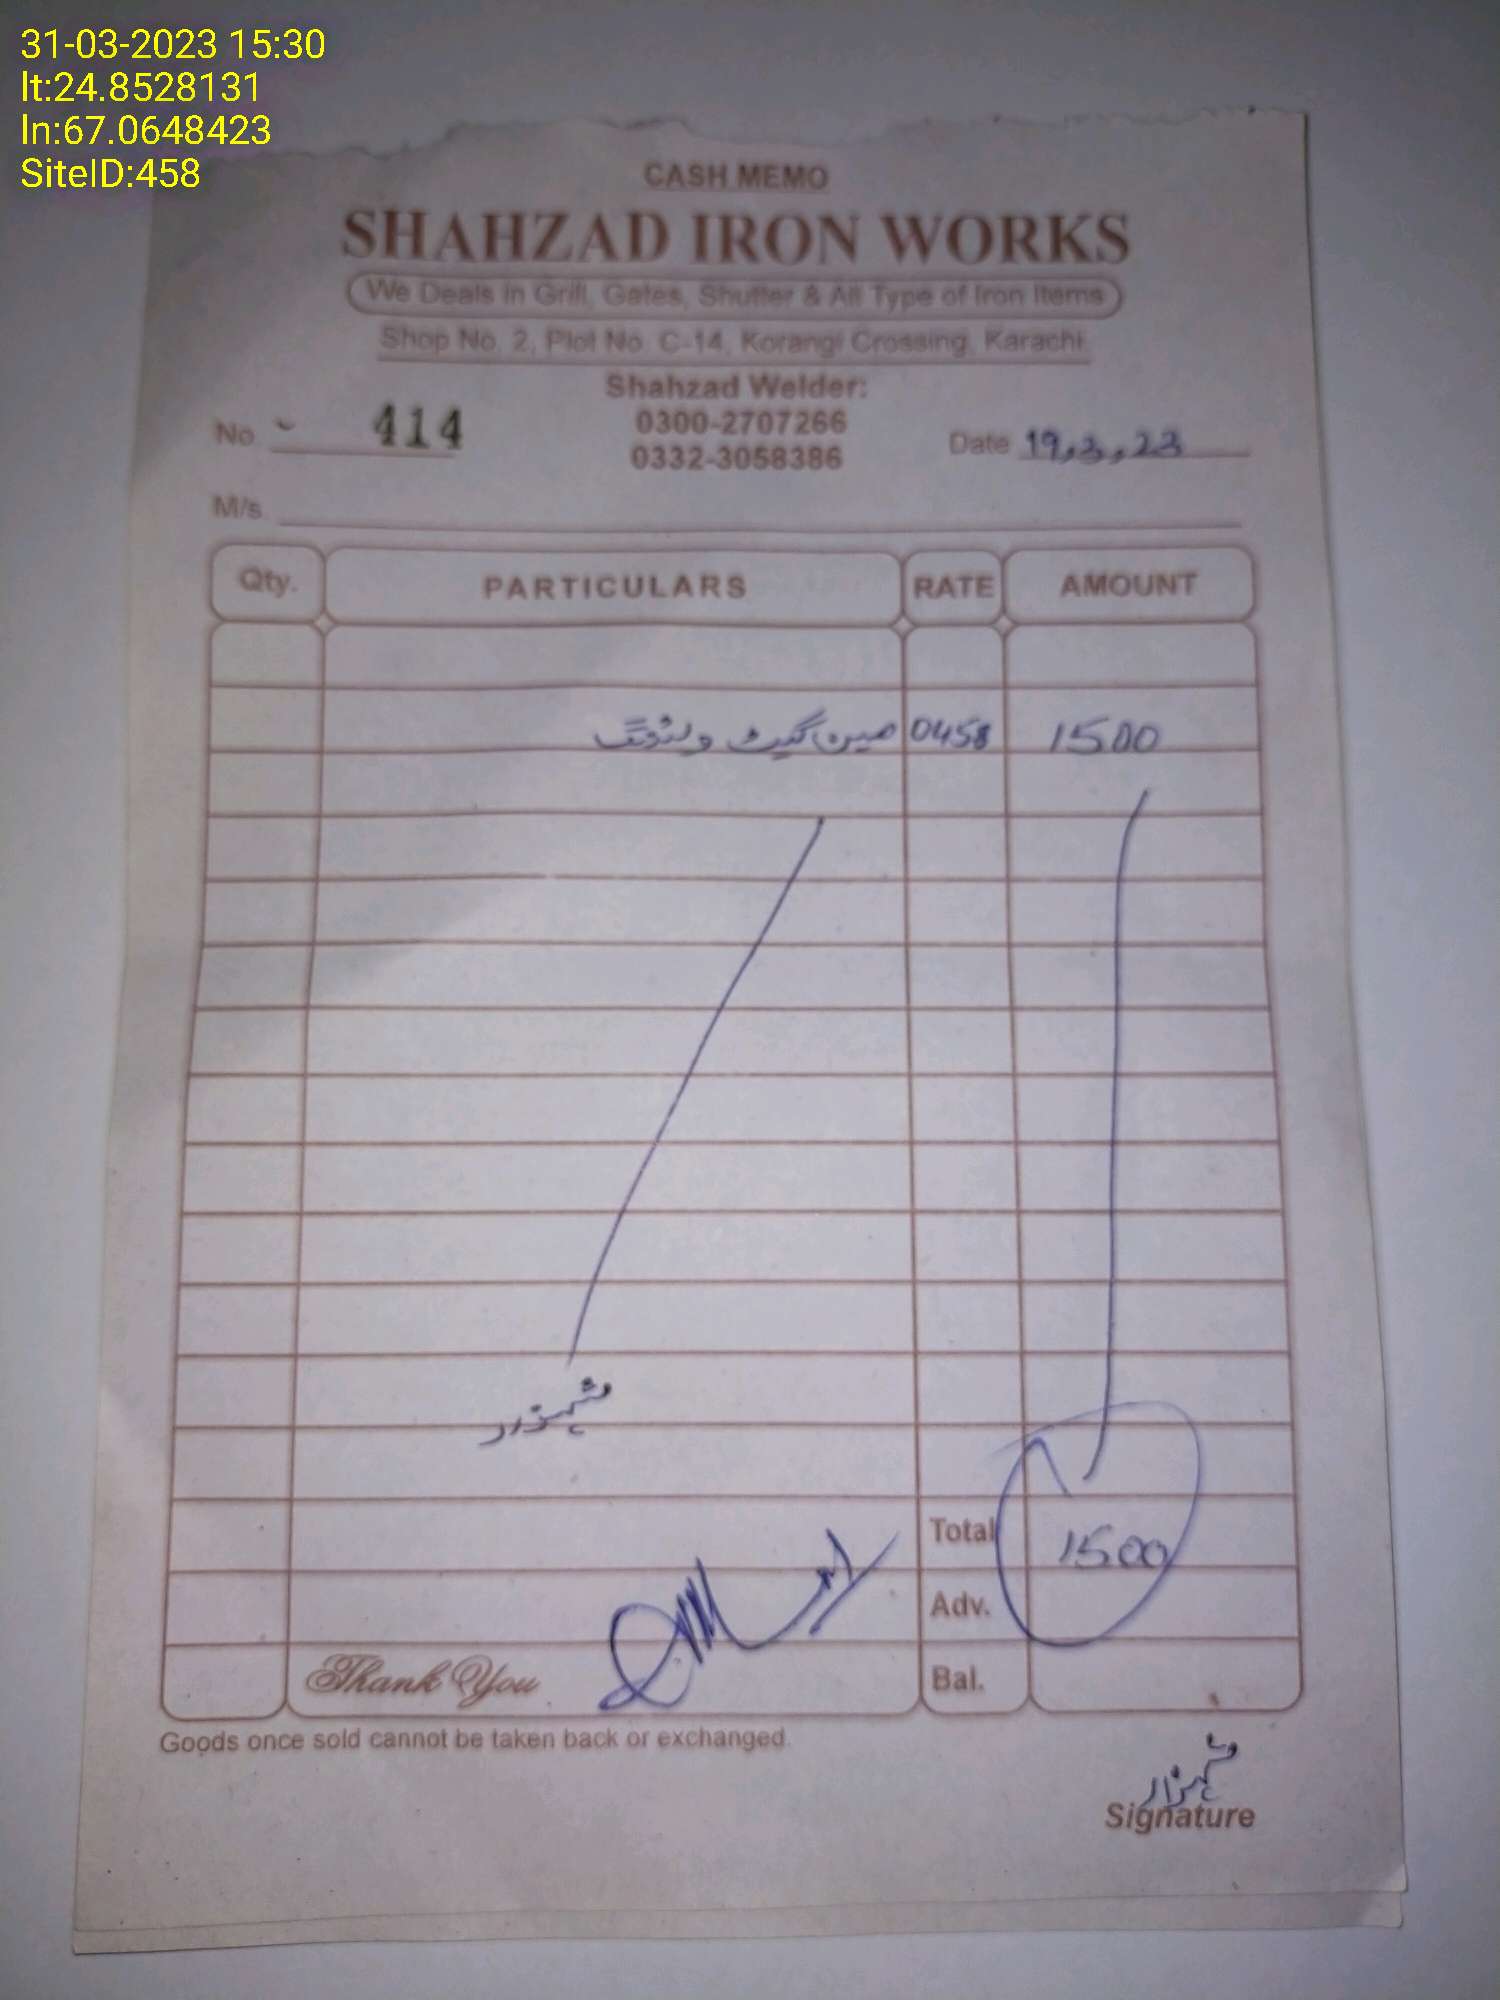 31-03-2023 15:30
lt:24.8528131
ln:67.0648423
SiteID:458
CASH MEMO
SHAHZAD IRON WORKS
We Deals in Grill, Gates, Shutter & All Type of Iron Items
Shop No. 2, Plot No. C-14, Korangi Crossing, Karachi
Shahzad Welder:
0300-2707266
0332-3058386
No. 414
Date 19,3,23
M/s.
Qty. PARTICULARS RATE AMOUNT
مین گیٹ ویلڈنگ 0458 1500
شہزاد
Total 1500
Adv.
Thank You Bal.
Goods once sold cannot be taken back or exchanged.
شہزاد
Signature